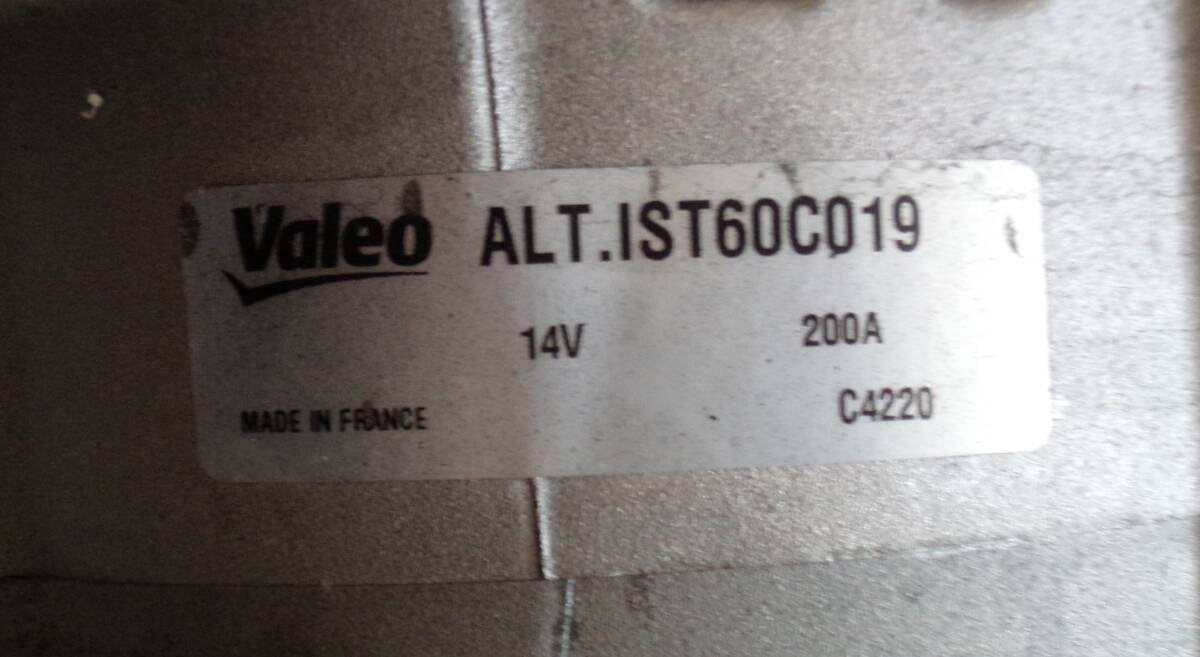 Valeo ALT.IST60C019
14V 200A
MADE IN FRANCE C4220